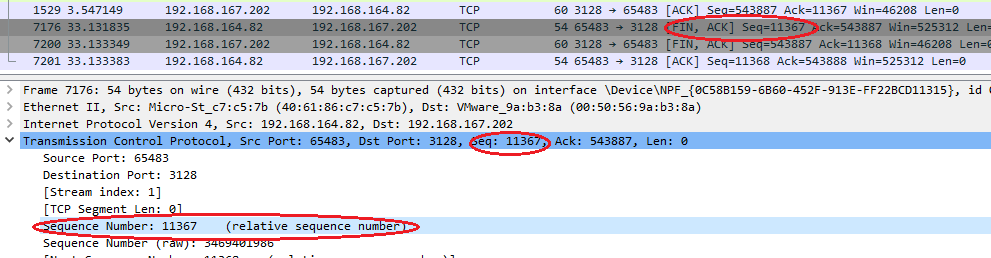 1529 3.547149 192.168.167.202 192.168.164.82 TCP 60 3128 → 65483 [ACK] Seq=543887 Ack=11367 Win=46208 Len=0
7176 33.131835 192.168.164.82 192.168.167.202 TCP 54 65483 → 3128 [FIN, ACK] Seq=11367 Ack=543887 Win=525312 Len=0
7200 33.133349 192.168.167.202 192.168.164.82 TCP 60 3128 → 65483 [FIN, ACK] Seq=543887 Ack=11368 Win=46208 Len=0
7201 33.133383 192.168.164.82 192.168.167.202 TCP 54 65483 → 3128 [ACK] Seq=11368 Ack=543888 Win=525312 Len=0
Frame 7176: 54 bytes on wire (432 bits), 54 bytes captured (432 bits) on interface \Device\NPF_{0C58B159-6B60-452F-913E-FF22BCD11315}, id
Ethernet II, Src: Micro-St_c7:c5:7b (40:61:86:c7:c5:7b), Dst: VMware_9a:b3:8a (00:50:56:9a:b3:8a)
Internet Protocol Version 4, Src: 192.168.164.82, Dst: 192.168.167.202
Transmission Control Protocol, Src Port: 65483, Dst Port: 3128, Seq: 11367, Ack: 543887, Len: 0
Source Port: 65483
Destination Port: 3128
[Stream index: 1]
[TCP Segment Len: 0]
Sequence Number: 11367 (relative sequence number)
Sequence Number (raw): 3469401986
[Next Sequence Number: 11368 (relative sequence number)]